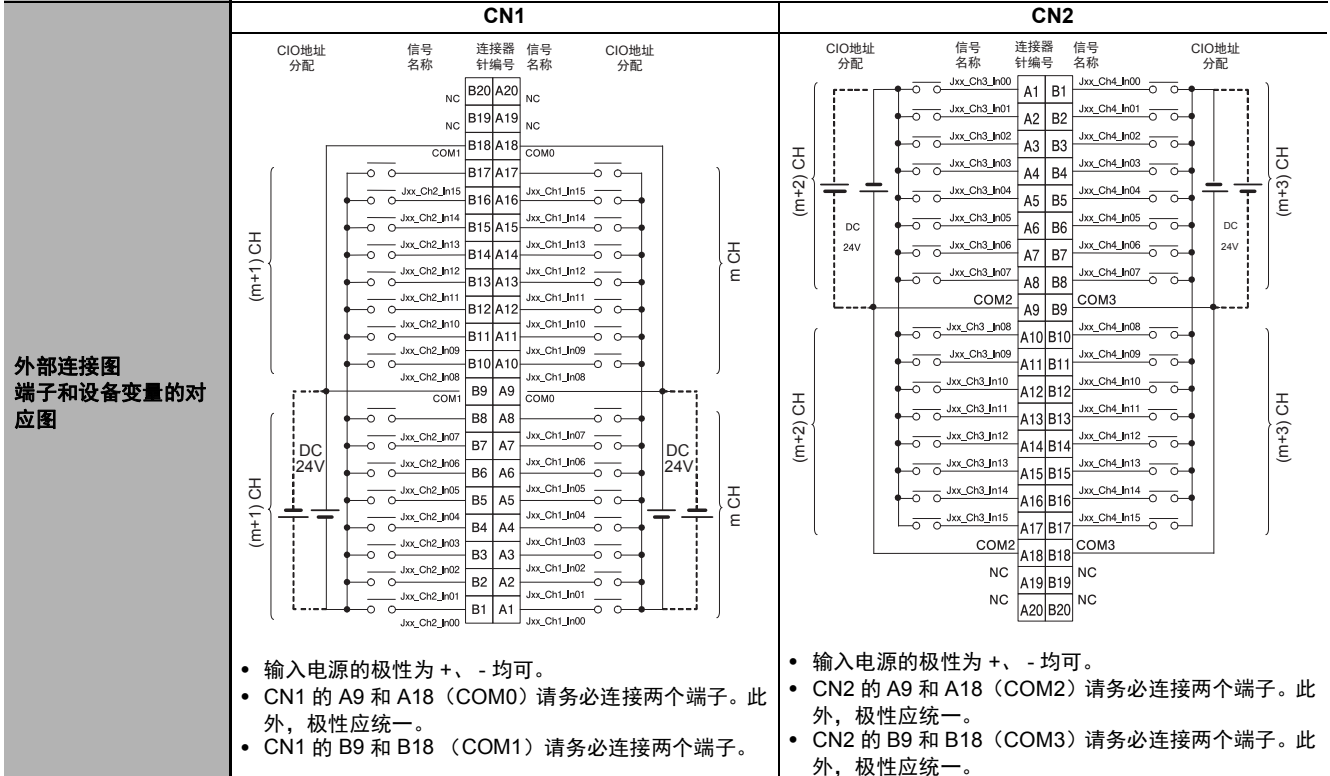 CN1
CN2
外部连接图
端子和设备变量的对
应图
CIO地址 信号 连接器 信号 CIO地址
分配 名称 针编号 名称 分配
NC B20 A20 NC
NC B19 A19 NC
COM1 B18 A18 COM0
B17 A17
Jxx_Ch2_In15 B16 A16 Jxx_Ch1_In15
Jxx_Ch2_In14 B15 A15 Jxx_Ch1_In14
Jxx_Ch2_In13 B14 A14 Jxx_Ch1_In13
Jxx_Ch2_In12 B13 A13 Jxx_Ch1_In12
Jxx_Ch2_In11 B12 A12 Jxx_Ch1_In11
Jxx_Ch2_In10 B11 A11 Jxx_Ch1_In10
Jxx_Ch2_In09 B10 A10 Jxx_Ch1_In09
Jxx_Ch2_In08 Jxx_Ch1_In08
COM1 B9 A9 COM0
B8 A8
Jxx_Ch2_In07 B7 A7 Jxx_Ch1_In07
Jxx_Ch2_In06 B6 A6 Jxx_Ch1_In06
Jxx_Ch2_In05 B5 A5 Jxx_Ch1_In05
Jxx_Ch2_In04 B4 A4 Jxx_Ch1_In04
Jxx_Ch2_In03 B3 A3 Jxx_Ch1_In03
Jxx_Ch2_In02 B2 A2 Jxx_Ch1_In02
Jxx_Ch2_In01 B1 A1 Jxx_Ch1_In01
Jxx_Ch2_In00 Jxx_Ch1_In00
(m+1) CH
m CH
(m+1) CH
m CH
DC
24V
DC
24V
• 输入电源的极性为 +、 - 均可。
• CN1 的 A9 和 A18（COM0）请务必连接两个端子。此
外，极性应统一。
• CN1 的 B9 和 B18 （COM1）请务必连接两个端子。
CIO地址 信号 连接器 信号 CIO地址
分配 名称 针编号 名称 分配
Jxx_Ch3_In00 A1 B1 Jxx_Ch4_In00
Jxx_Ch3_In01 A2 B2 Jxx_Ch4_In01
Jxx_Ch3_In02 A3 B3 Jxx_Ch4_In02
Jxx_Ch3_In03 A4 B4 Jxx_Ch4_In03
Jxx_Ch3_In04 A5 B5 Jxx_Ch4_In04
Jxx_Ch3_In05 A6 B6 Jxx_Ch4_In05
Jxx_Ch3_In06 A7 B7 Jxx_Ch4_In06
Jxx_Ch3_In07 A8 B8 Jxx_Ch4_In07
COM2 A9 B9 COM3
Jxx_Ch3 _In08 A10 B10 Jxx_Ch4_In08
Jxx_Ch3_In09 A11 B11 Jxx_Ch4_In09
Jxx_Ch3_In10 A12 B12 Jxx_Ch4_In10
Jxx_Ch3_In11 A13 B13 Jxx_Ch4_In11
Jxx_Ch3_In12 A14 B14 Jxx_Ch4_In12
Jxx_Ch3_In13 A15 B15 Jxx_Ch4_In13
Jxx_Ch3_In14 A16 B16 Jxx_Ch4_In14
Jxx_Ch3_In15 A17 B17 Jxx_Ch4_In15
COM2 A18 B18 COM3
NC A19 B19 NC
NC A20 B20 NC
(m+2) CH
(m+3) CH
(m+2) CH
(m+3) CH
DC
24V
DC
24V
• 输入电源的极性为 +、 - 均可。
• CN2 的 A9 和 A18（COM2）请务必连接两个端子。此
外，极性应统一。
• CN2 的 B9 和 B18（COM3）请务必连接两个端子。此
外，极性应统一。